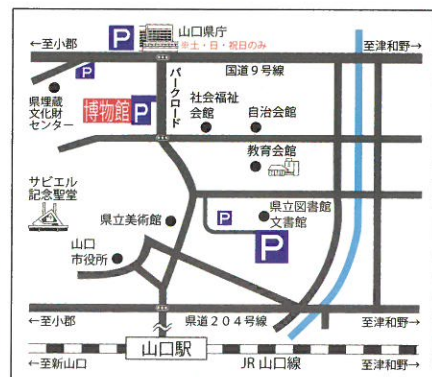 P
山口県庁
※土・日・祝日のみ
←至小郡
至津和野→
国道9号線
P
パークロード
県埋蔵
文化財
センター
博物館
P
社会福祉
会館
自治会館
教育会館
サビエル
記念聖堂
県立美術館
P
県立図書館
文書館
P
山口
市役所
←至小郡
県道204号線
至津和野→
←至新山口
山口駅
JR山口線
至津和野→